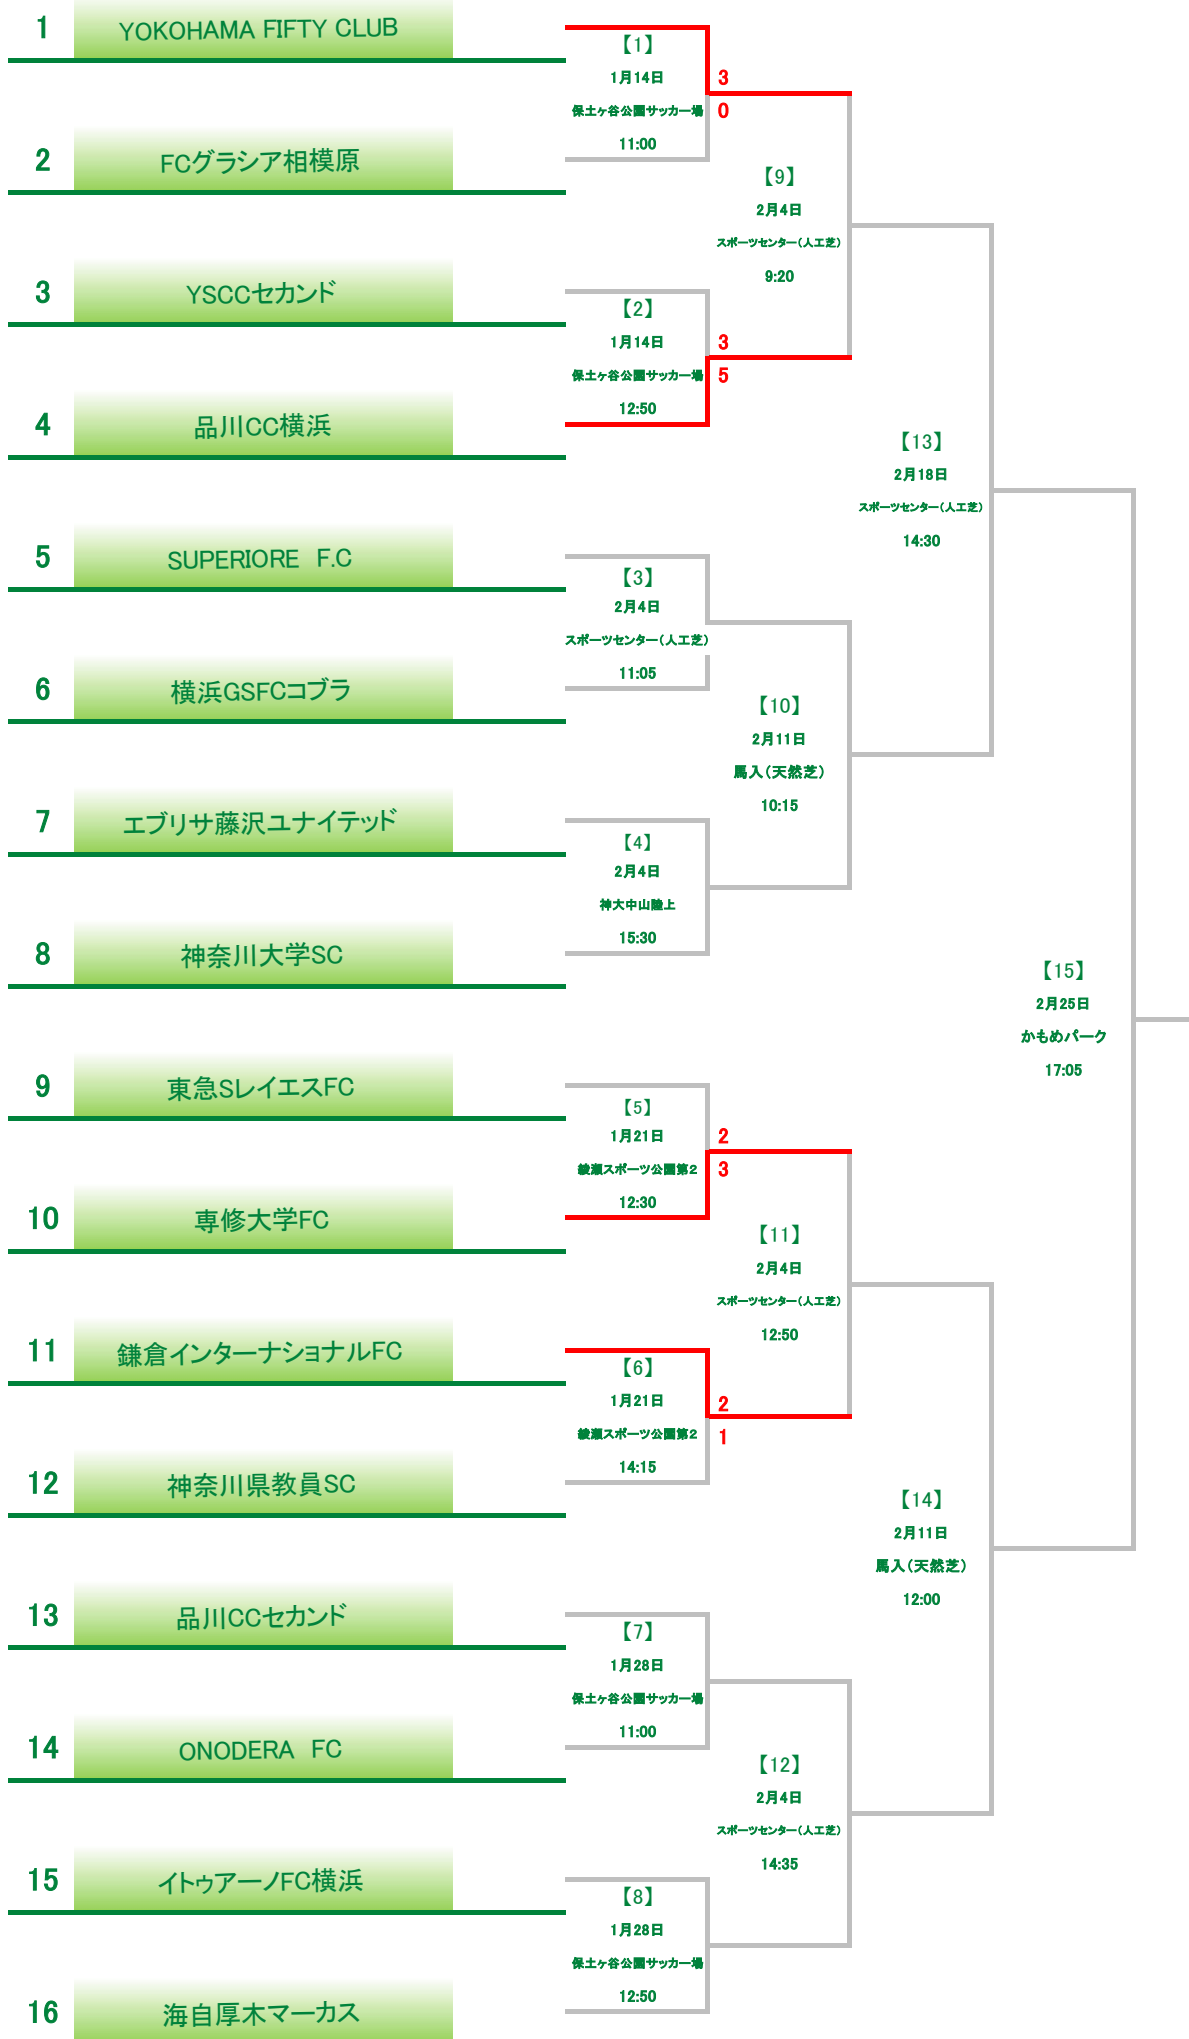 1 YOKOHAMA FIFTY CLUB
【1】
1月14日
保土ヶ谷公園サッカー場
11:00
3
0
2 FCグラシア相模原
【9】
2月4日
スポーツセンター(人工芝)
9:20
3 YSCCセカンド
【2】
1月14日
保土ヶ谷公園サッカー場
12:50
3
5
4 品川CC横浜
【13】
2月18日
スポーツセンター(人工芝)
14:30
5 SUPERIORE F.C
【3】
2月4日
スポーツセンター(人工芝)
11:05
6 横浜GSFCコブラ
【10】
2月11日
馬入(天然芝)
10:15
7 エブリサ藤沢ユナイテッド
【4】
2月4日
神大中山陸上
15:30
8 神奈川大学SC
【15】
2月25日
かもめパーク
17:05
9 東急SレイエスFC
【5】
1月21日
綾瀬スポーツ公園第2
12:30
2
3
10 専修大学FC
【11】
2月4日
スポーツセンター(人工芝)
12:50
11 鎌倉インターナショナルFC
【6】
1月21日
綾瀬スポーツ公園第2
14:15
2
1
12 神奈川県教員SC
【14】
2月11日
馬入(天然芝)
12:00
13 品川CCセカンド
【7】
1月28日
保土ヶ谷公園サッカー場
11:00
14 ONODERA FC
【12】
2月4日
スポーツセンター(人工芝)
14:35
15 イトゥアーノFC横浜
【8】
1月28日
保土ヶ谷公園サッカー場
12:50
16 海自厚木マーカス